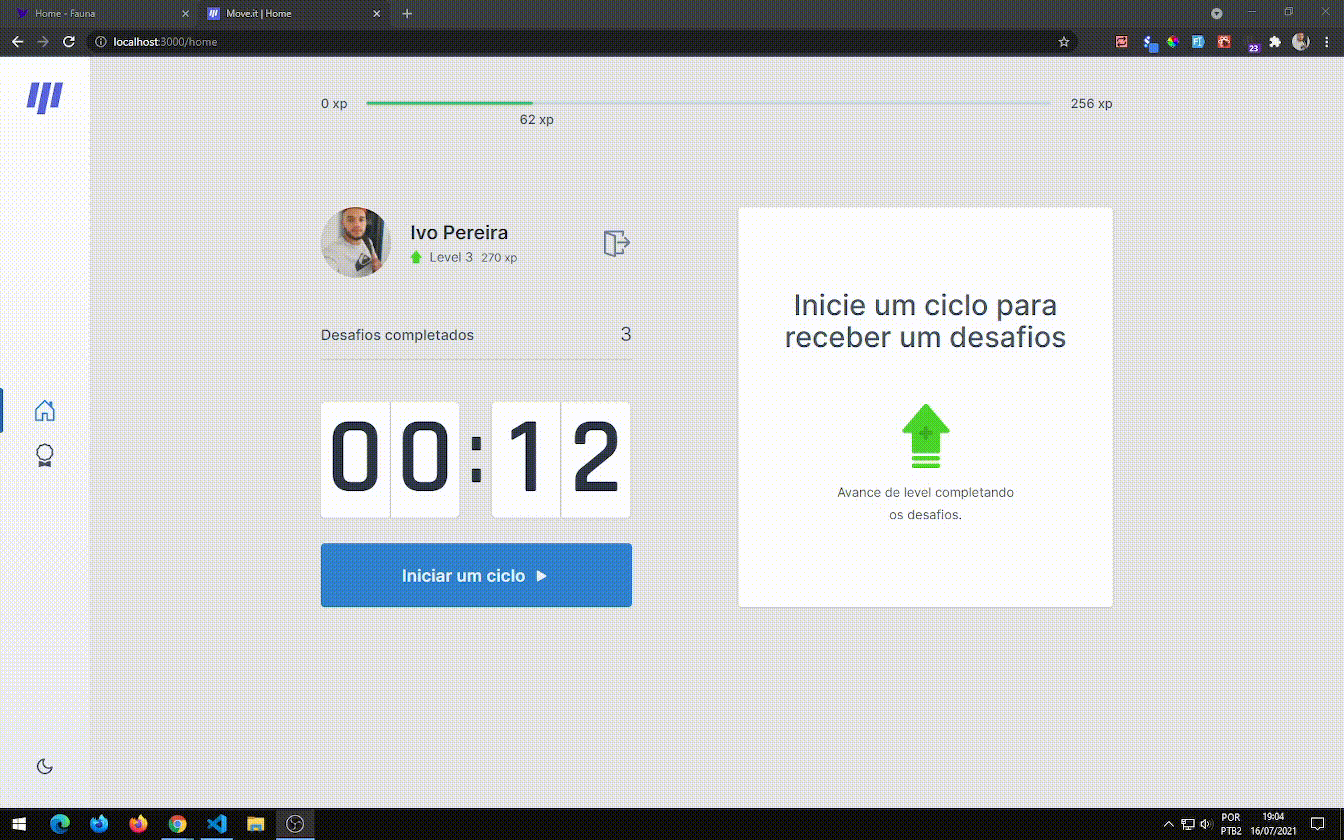 Home - Fauna
Move.it | Home
localhost:3000/home
23
0 xp
256 xp
62 xp
Ivo Pereira
Level 3 270 xp
Desafios completados 3
00:12
Iniciar um ciclo
Inicie um ciclo para
receber um desafios
Avance de level completando
os desafios.
POR
PTB2
19:04
16/07/2021